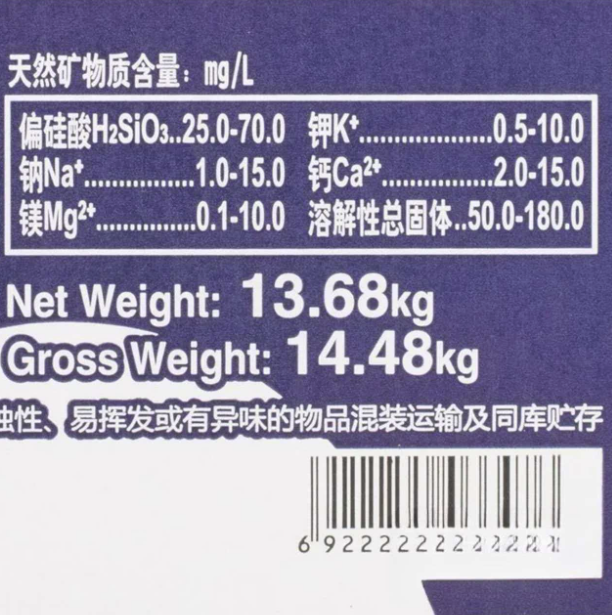 天然矿物质含量：mg/L
偏硅酸H₂SiO₃..25.0-70.0 钾K⁺...................0.5-10.0
钠Na⁺................1.0-15.0 钙Ca²⁺................2.0-15.0
镁Mg²⁺..............0.1-10.0 溶解性总固体..50.0-180.0
Net Weight: 13.68kg
Gross Weight: 14.48kg
性、易挥发或有异味的物品混装运输及同库贮存